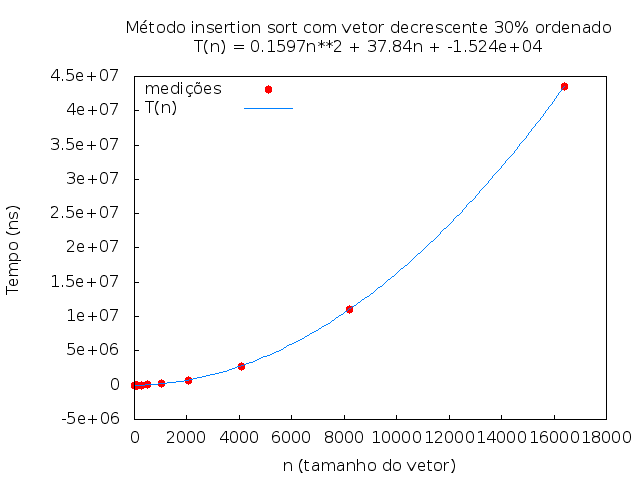 Método insertion sort com vetor decrescente 30% ordenado
T(n) = 0.1597n**2 + 37.84n + -1.524e+04
4.5e+07
4e+07
3.5e+07
3e+07
2.5e+07
2e+07
1.5e+07
1e+07
5e+06
0
-5e+06
Tempo (ns)
medições
T(n)
0 2000 4000 6000 8000 10000 12000 14000 16000 18000
n (tamanho do vetor)